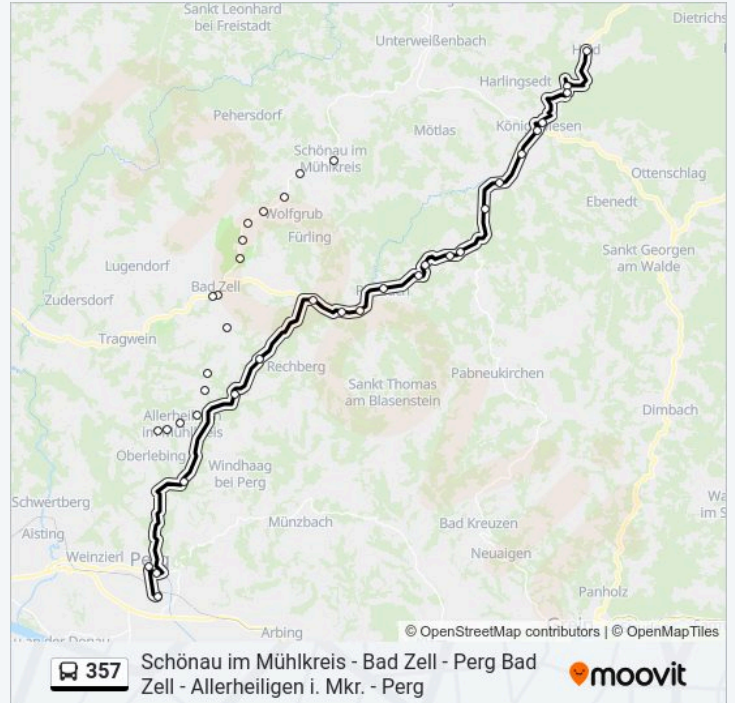 Sankt Leonhard
bei Freistadt
Dietrichs
Unterweißenbach
Harlingsedt
Pehersdorf
Mötlas
Schönau im
Mühlkreis
Ottenschlag
Ebenedt
Wolfgrub
Fürling
Sankt Georgen
am Walde
Lugendorf
Bad Zell
Zudersdorf
Tragwein
Rechberg
Pabneukirchen
Sankt Thomas
am Blasenstein
Dimbach
Oberlebing
Windhaag
bei Perg
Schwertberg
Münzbach
Bad Kreuzen
Aisting
Neuaigen
Weinzierl
Perg
Panholz
Arbing
© OpenStreetMap contributors | © OpenMapTiles
357
Schönau im Mühlkreis - Bad Zell - Perg Bad
Zell - Allerheiligen i. Mkr. - Perg
moovit